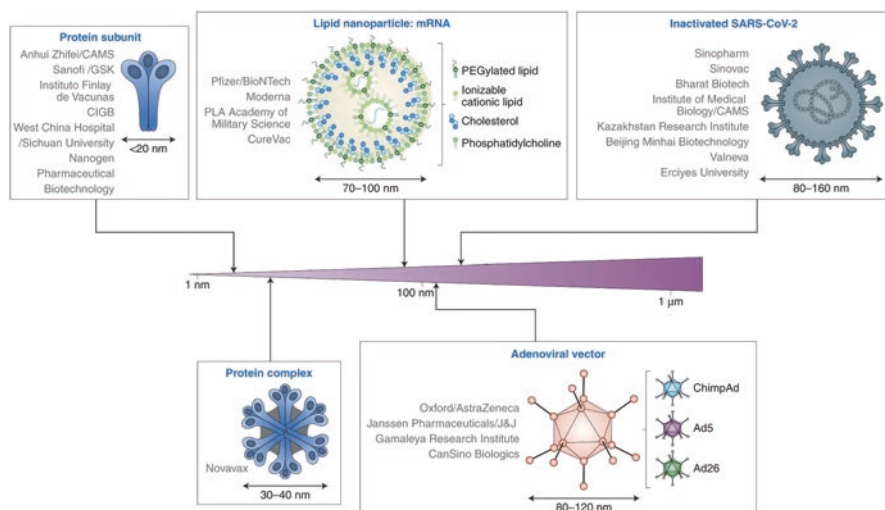 Protein subunit
Anhui Zhifei/CAMS
Sanofi /GSK
Instituto Finlay
de Vacunas
CIGB
West China Hospital
/Sichuan University
Nanogen
Pharmaceutical
Biotechnology
<20 nm
Lipid nanoparticle: mRNA
Pfizer/BioNTech
Moderna
PLA Academy of
Military Science
CureVac
PEGylated lipid
Ionizable
cationic lipid
Cholesterol
Phosphatidylcholine
70–100 nm
Inactivated SARS-CoV-2
Sinopharm
Sinovac
Bharat Biotech
Institute of Medical
Biology/CAMS
Kazakhstan Research Institute
Beijing Minhai Biotechnology
Valneva
Erciyes University
80–160 nm
1 nm
100 nm
1 μm
Protein complex
Novavax
30–40 nm
Adenoviral vector
Oxford/AstraZeneca
Janssen Pharmaceuticals/J&J
Gamaleya Research Institute
CanSino Biologics
80–120 nm
ChimpAd
Ad5
Ad26